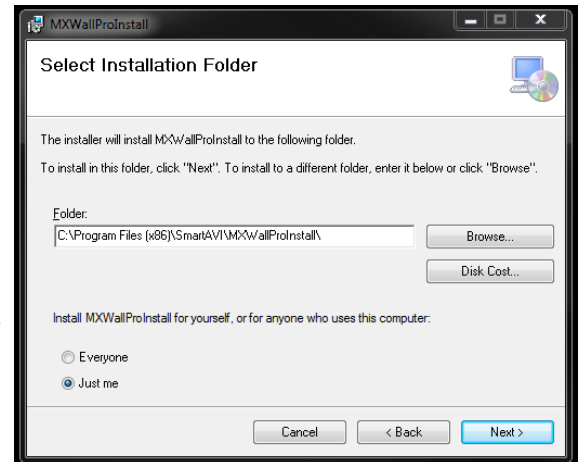 MXWallProInstall
Select Installation Folder
The installer will install MXWallProInstall to the following folder.
To install in this folder, click "Next". To install to a different folder, enter it below or click "Browse".
Folder:
C:\Program Files (x86)\SmartAVI\MXWallProInstall\
Browse...
Disk Cost...
Install MXWallProInstall for yourself, or for anyone who uses this computer:
Everyone
Just me
Cancel
< Back
Next >